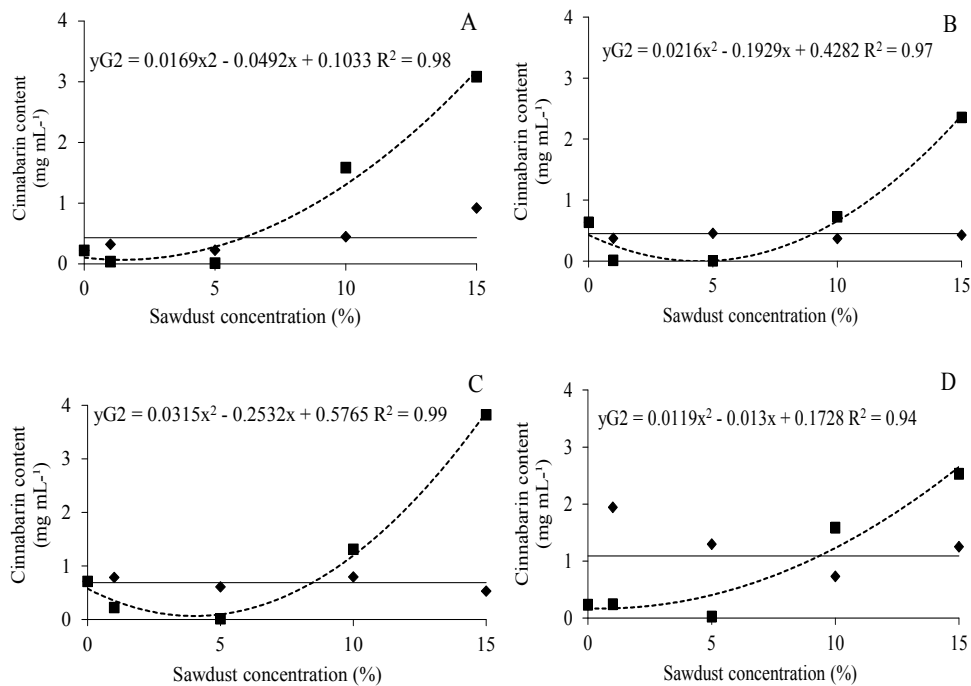 A
yG2 = 0.0169x2 - 0.0492x + 0.1033 R² = 0.98
Cinnabarin content
(mg mL-¹)
4
3
2
1
0
0 5 10 15
Sawdust concentration (%)
B
yG2 = 0.0216x² - 0.1929x + 0.4282 R² = 0.97
Cinnabarin content
(mg mL-¹)
4
3
2
1
0
0 5 10 15
Sawdust concentration (%)
C
yG2 = 0.0315x² - 0.2532x + 0.5765 R² = 0.99
Cinnabarin content
(mg mL-¹)
4
3
2
1
0
0 5 10 15
Sawdust concentration (%)
D
yG2 = 0.0119x² - 0.013x + 0.1728 R² = 0.94
Cinnabarin content
(mg mL-¹)
4
3
2
1
0
0 5 10 15
Sawdust concentration (%)